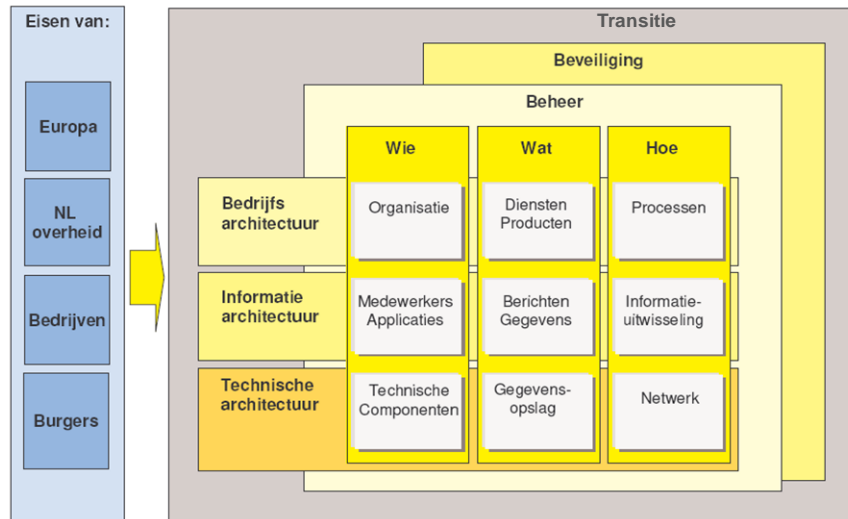 Eisen van:
Europa
NL
overheid
Bedrijven
Burgers
Transitie
Beveiliging
Beheer
Wie
Wat
Hoe
Bedrijfs
architectuur
Organisatie
Diensten
Producten
Processen
Informatie
architectuur
Medewerkers
Applicaties
Berichten
Gegevens
Informatie-
uitwisseling
Technische
architectuur
Technische
Componenten
Gegevens-
opslag
Netwerk